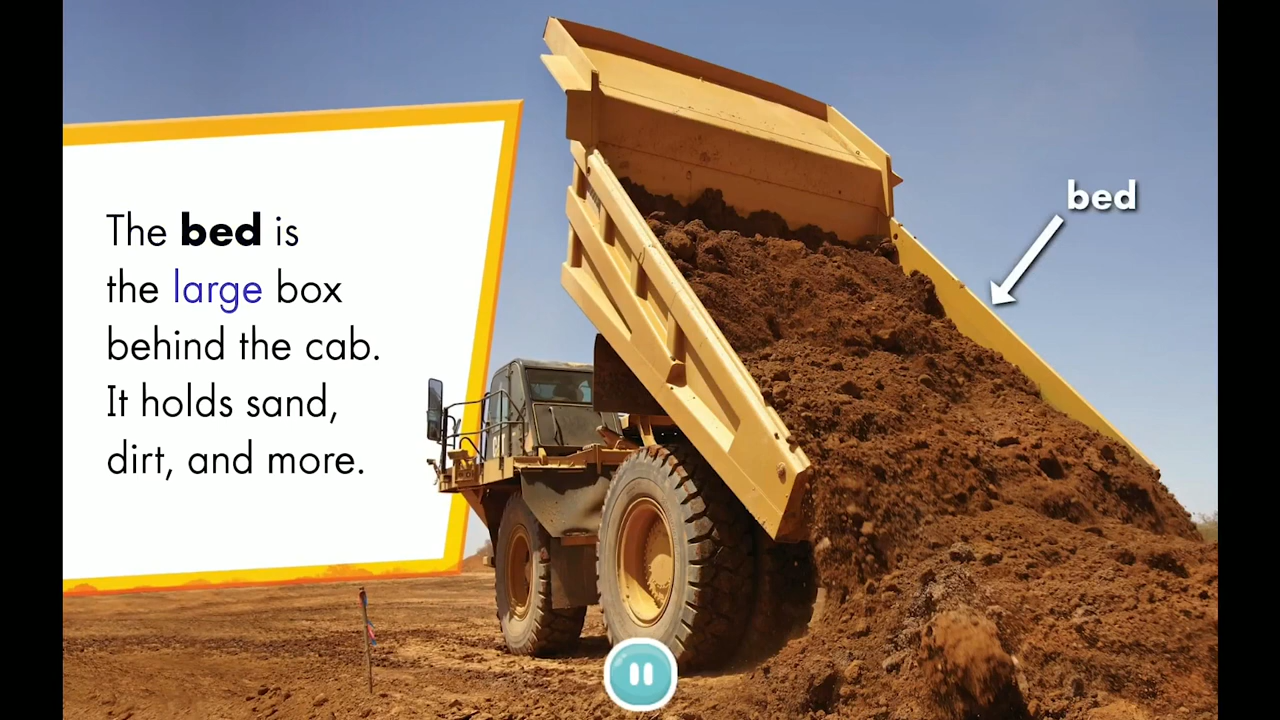 The bed is
the large box
behind the cab.
It holds sand,
dirt, and more.
bed